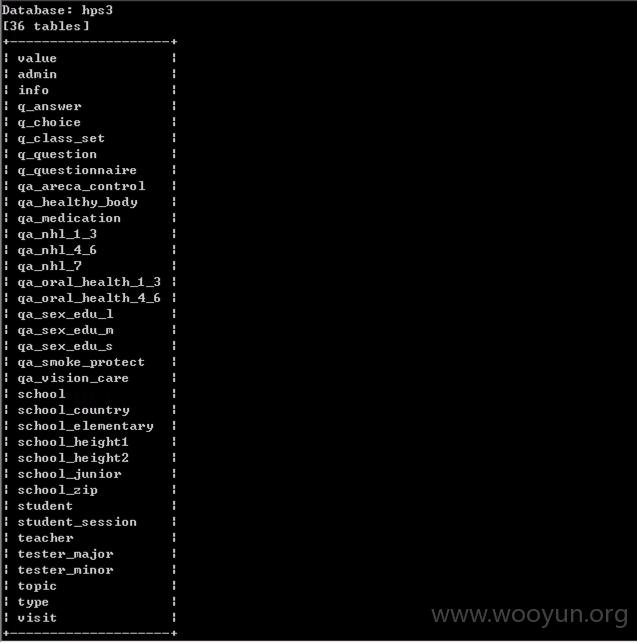 Database: hps3
[36 tables]
+--------------------+
¦ value ¦
¦ admin ¦
¦ info ¦
¦ q_answer ¦
¦ q_choice ¦
¦ q_class_set ¦
¦ q_question ¦
¦ q_questionnaire ¦
¦ qa_areca_control ¦
¦ qa_healthy_body ¦
¦ qa_medication ¦
¦ qa_nhl_1_3 ¦
¦ qa_nhl_4_6 ¦
¦ qa_nhl_7 ¦
¦ qa_oral_health_1_3 ¦
¦ qa_oral_health_4_6 ¦
¦ qa_sex_edu_l ¦
¦ qa_sex_edu_m ¦
¦ qa_sex_edu_s ¦
¦ qa_smoke_protect ¦
¦ qa_vision_care ¦
¦ school ¦
¦ school_country ¦
¦ school_elementary ¦
¦ school_height1 ¦
¦ school_height2 ¦
¦ school_junior ¦
¦ school_zip ¦
¦ student ¦
¦ student_session ¦
¦ teacher ¦
¦ tester_major ¦
¦ tester_minor ¦
¦ topic ¦
¦ type ¦
¦ visit ¦
+--------------------+
www.wooyun.org